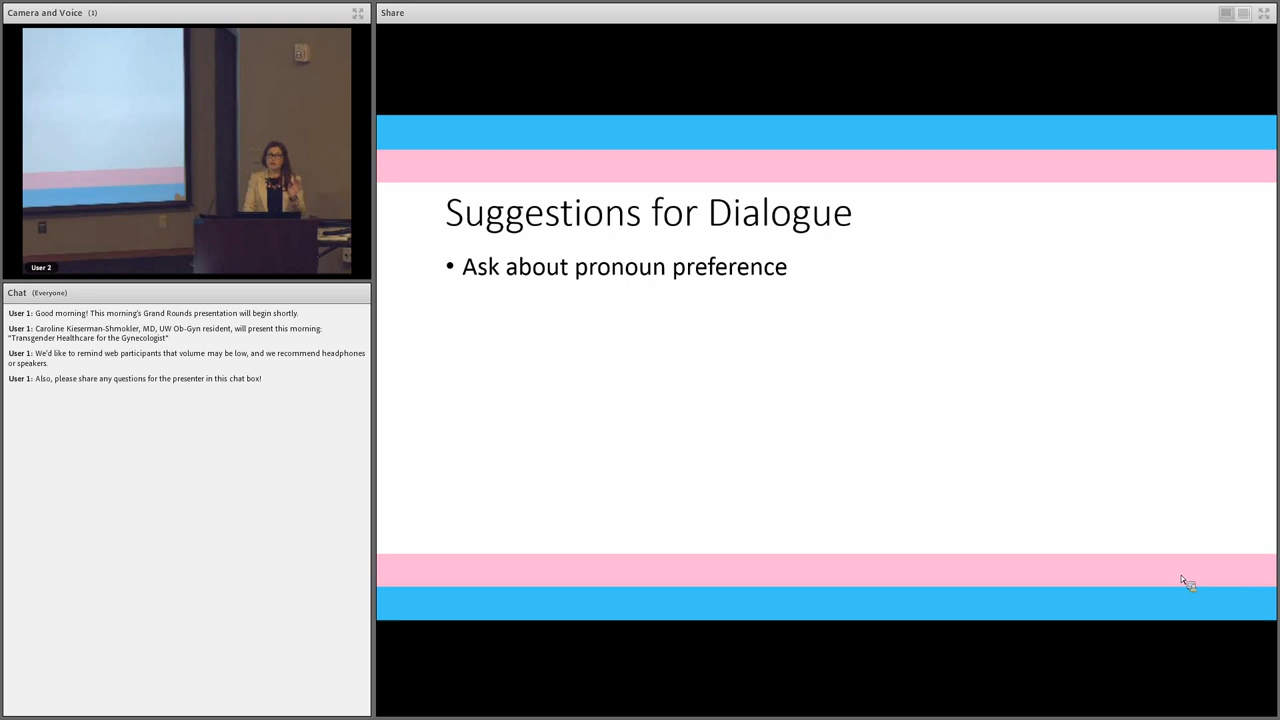 Camera and Voice (1)
User 2
Chat (Everyone)
User 1: Good morning! This morning's Grand Rounds presentation will begin shortly.
User 1: Caroline Kieserman-Shmokler, MD, UW Ob-Gyn resident, will present this morning:
"Transgender Healthcare for the Gynecologist"
User 1: We'd like to remind web participants that volume may be low, and we recommend headphones
or speakers.
User 1: Also, please share any questions for the presenter in this chat box!
Share
Suggestions for Dialogue
• Ask about pronoun preference